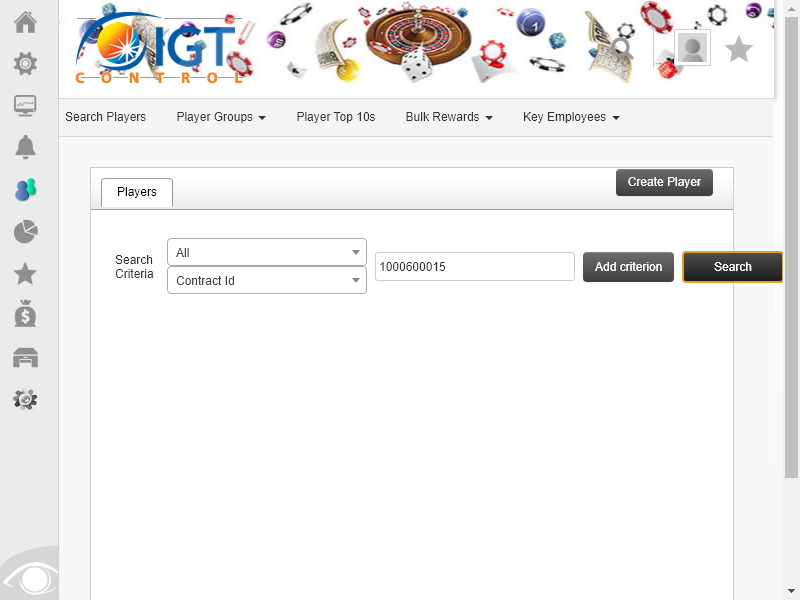 IGT
CONTROL
Search Players
Player Groups
Player Top 10s
Bulk Rewards
Key Employees
Players
Create Player
Search Criteria
All
Contract Id
1000600015
Add criterion
Search